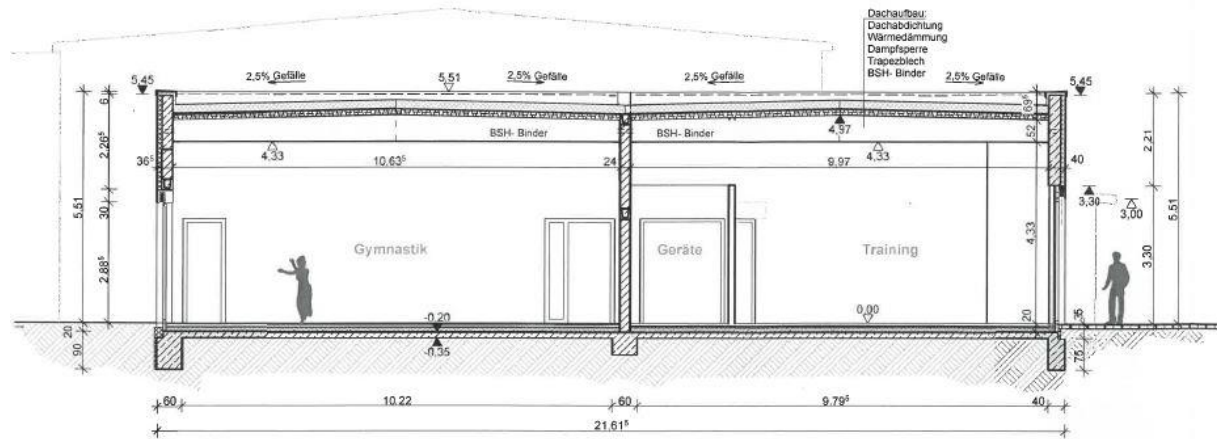 Dachaufbau:
Dachabdichtung
Wärmedämmung
Dampfsperre
Trapezblech
BSH- Binder
5,45
2,5% Gefälle
5,51
2,5% Gefälle
2,5% Gefälle
2,5% Gefälle
5,45
6
69⁵
BSH- Binder
BSH- Binder
4,97
52
2,21
2,26⁵
4,33
4,33
36⁵
10.63⁵
24
9,97
40
5,51
30
3,30
3,00
5,51
4,33
3,30
Gymnastik
Geräte
Training
2.88⁵
0,00
-0,20
20
20
-0,35
90
75
60
10.22
60
9.79⁵
40
21.61⁵